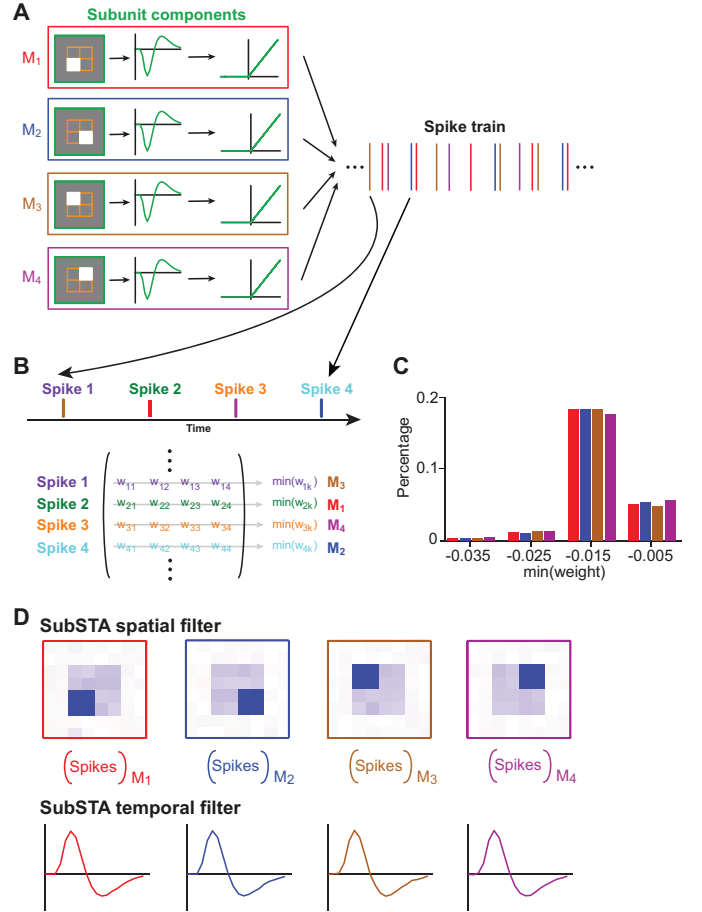 A
Subunit components
M1
M2
M3
M4
Spike train
...
...
B
Spike 1 Spike 2 Spike 3 Spike 4
Time
Spike 1 w11 w12 w13 w14 min(w1k) M3
Spike 2 w21 w22 w23 w24 min(w2k) M1
Spike 3 w31 w32 w33 w34 min(w3k) M4
Spike 4 w41 w42 w43 w44 min(w4k) M2
C
Percentage
0.2
0.1
0
-0.035 -0.025 -0.015 -0.005
min(weight)
D
SubSTA spatial filter
(Spikes)M1 (Spikes)M2 (Spikes)M3 (Spikes)M4
SubSTA temporal filter